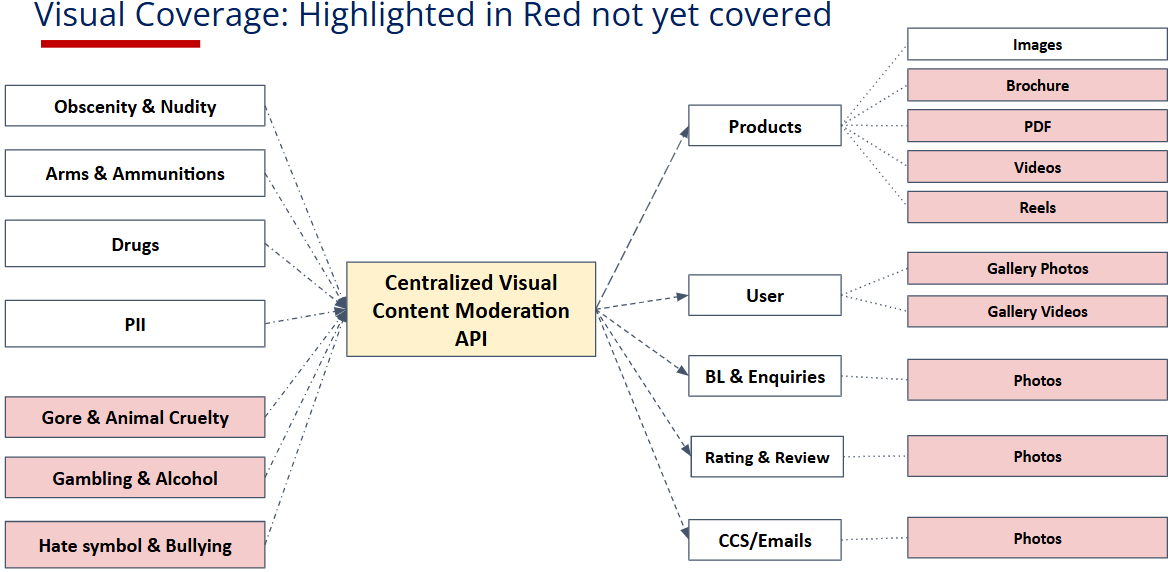 Visual Coverage: Highlighted in Red not yet covered
Obscenity & Nudity
Arms & Ammunitions
Drugs
PII
Gore & Animal Cruelty
Gambling & Alcohol
Hate symbol & Bullying
Centralized Visual
Content Moderation
API
Products
User
BL & Enquiries
Rating & Review
CCS/Emails
Images
Brochure
PDF
Videos
Reels
Gallery Photos
Gallery Videos
Photos
Photos
Photos